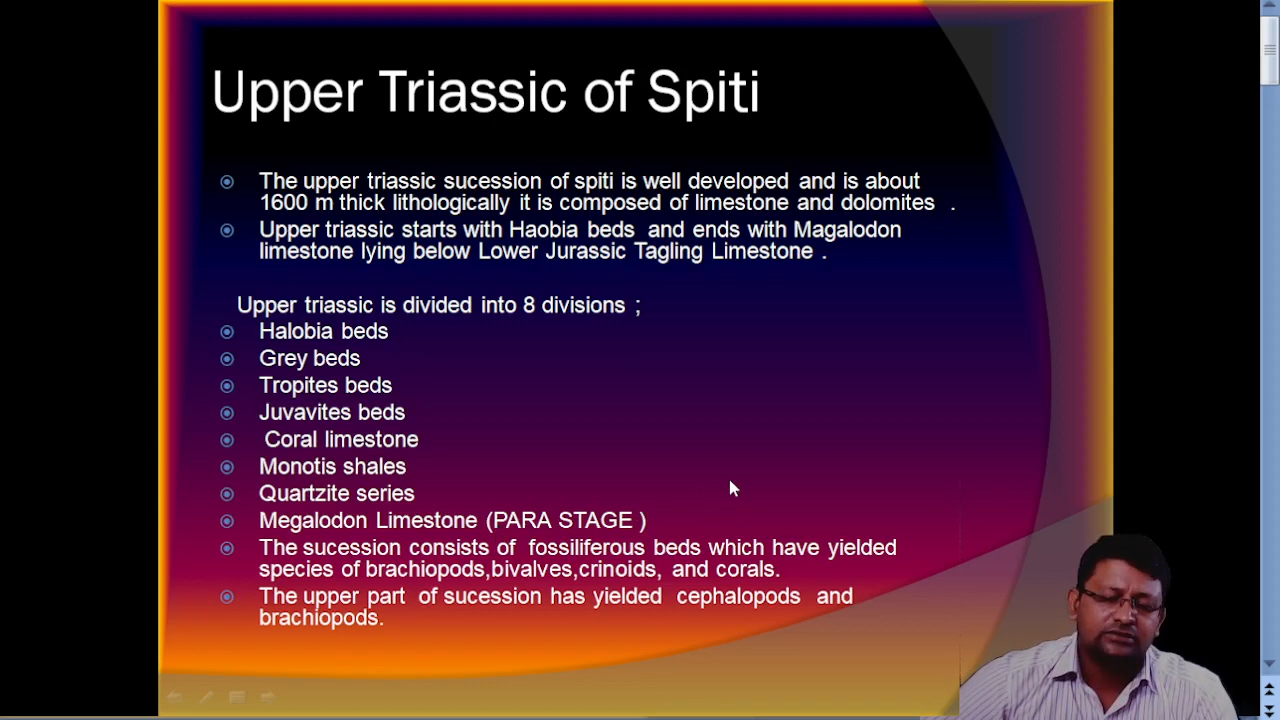 Upper Triassic of Spiti
The upper triassic sucession of spiti is well developed and is about
1600 m thick lithologically it is composed of limestone and dolomites .
Upper triassic starts with Haobia beds and ends with Magalodon
limestone lying below Lower Jurassic Tagling Limestone .
Upper triassic is divided into 8 divisions ;
Halobia beds
Grey beds
Tropites beds
Juvavites beds
Coral limestone
Monotis shales
Quartzite series
Megalodon Limestone (PARA STAGE )
The sucession consists of fossiliferous beds which have yielded
species of brachiopods,bivalves,crinoids, and corals.
The upper part of sucession has yielded cephalopods and
brachiopods.